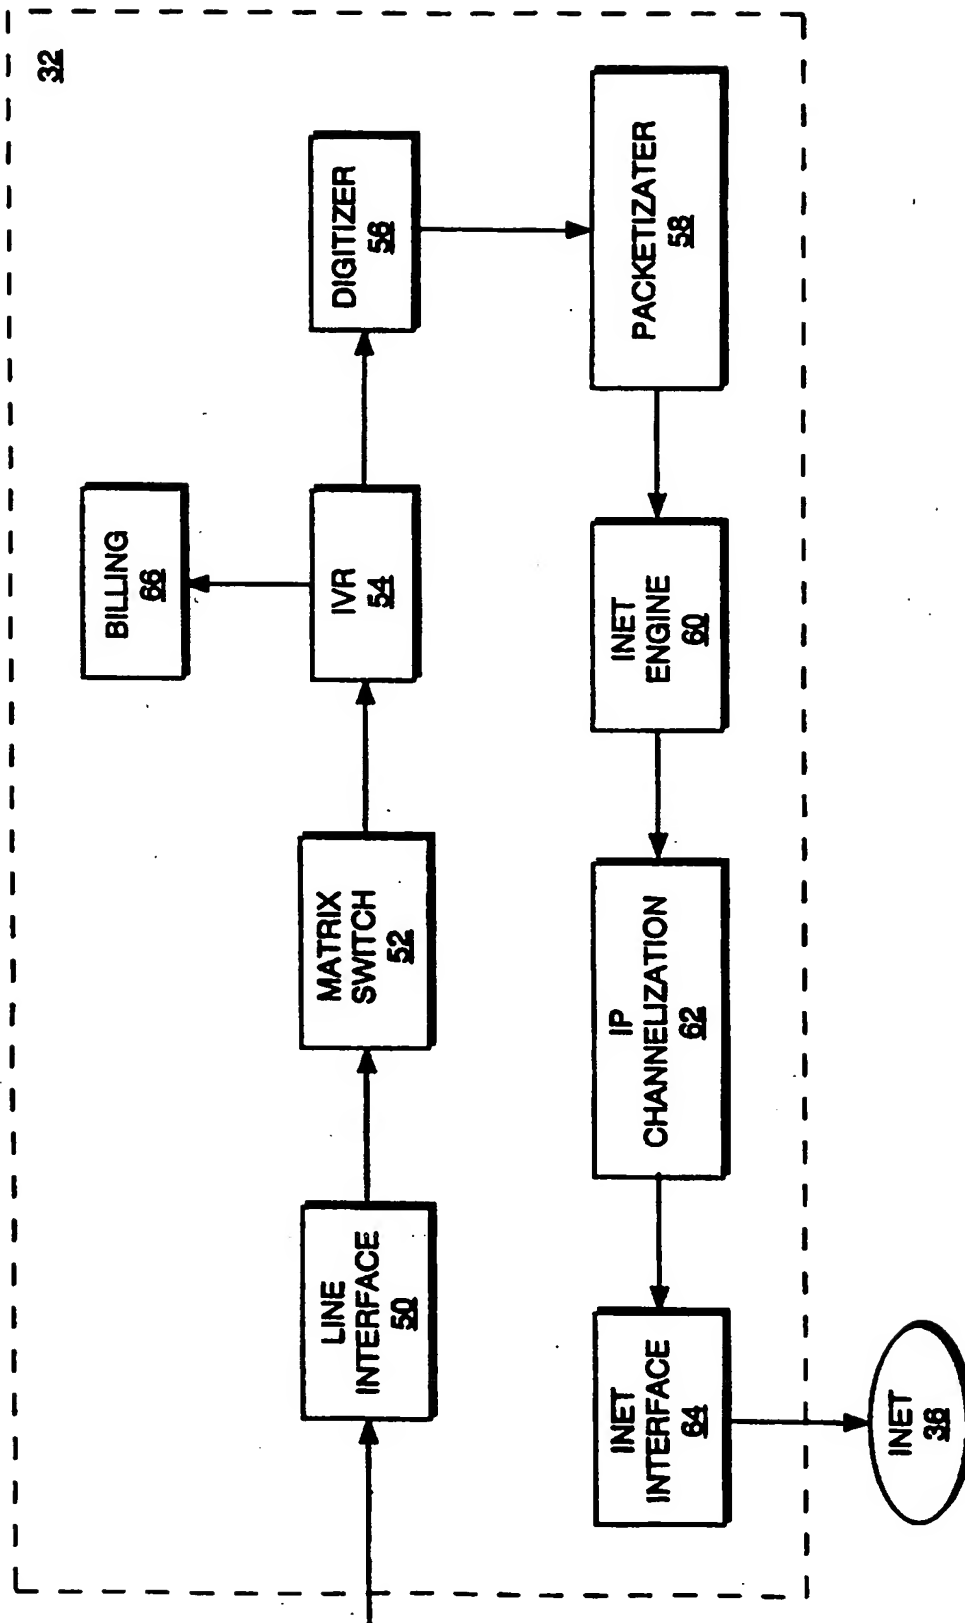 32
BILLING
66
LINE
INTERFACE
50
MATRIX
SWITCH
52
IVR
54
DIGITIZER
56
INET
INTERFACE
64
IP
CHANNELIZATION
62
INET
ENGINE
60
PACKETIZATER
58
INET
36